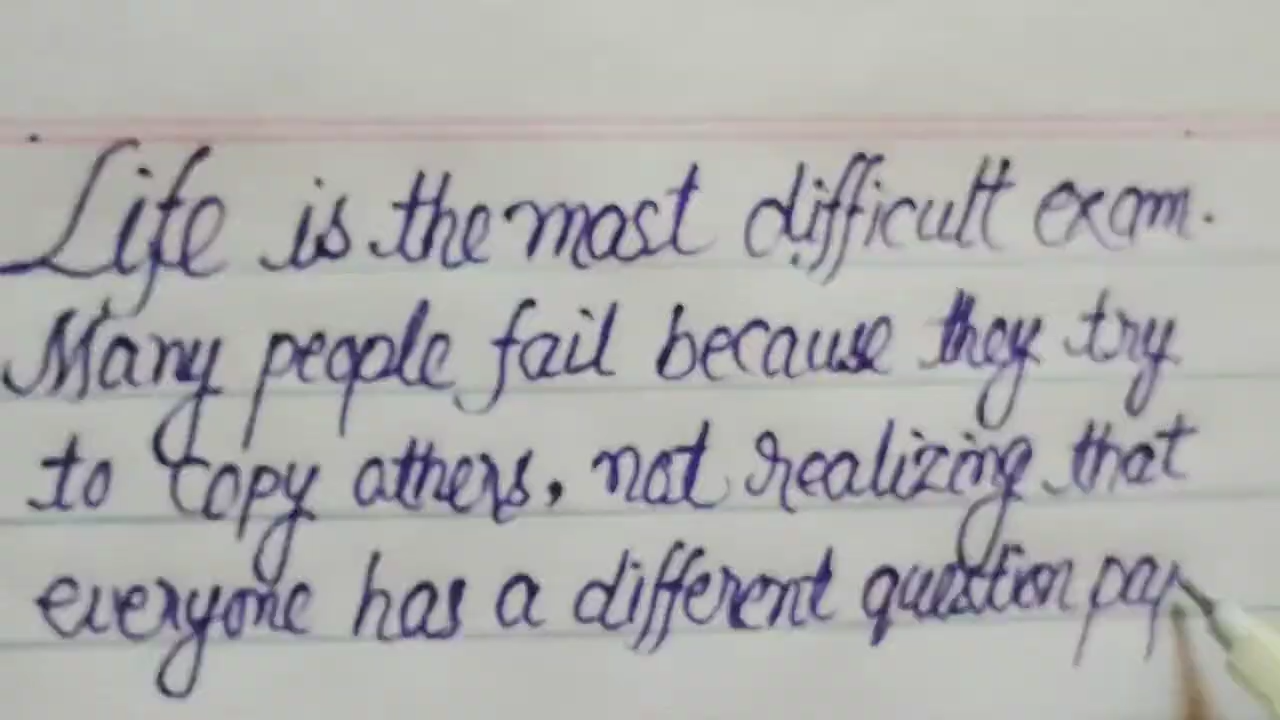 Life is the most difficult exam.
Many people fail because they try
to copy others, not realizing that
everyone has a different question pap